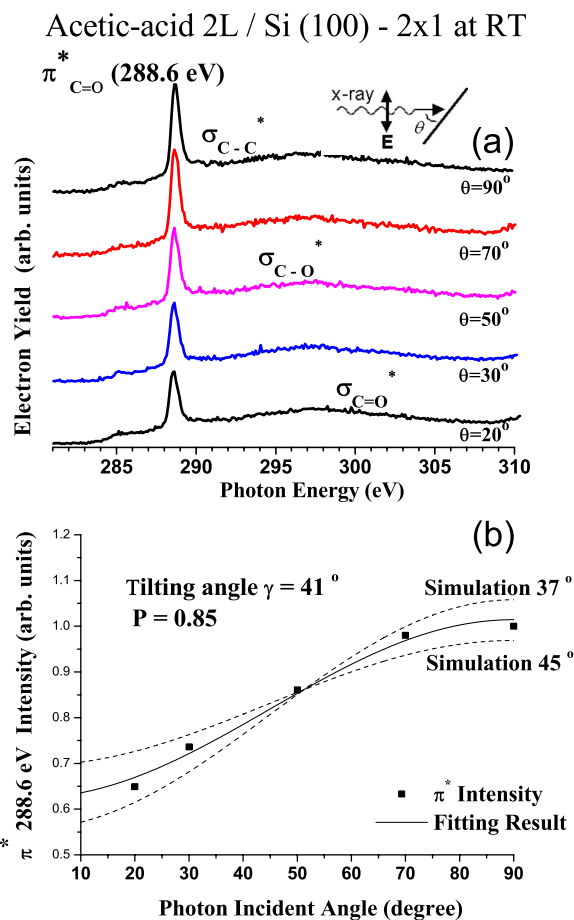 Acetic-acid 2L / Si (100) - 2x1 at RT
π* C=O (288.6 eV)
x-ray
E
θ
(a)
σ C - C *
θ=90°
θ=70°
σ C - O *
θ=50°
θ=30°
σ C=O *
θ=20°
Electron Yield (arb. units)
285 290 295 300 305 310
Photon Energy (eV)
(b)
Tilting angle γ = 41 °
P = 0.85
Simulation 37°
Simulation 45°
π* Intensity
Fitting Result
π* 288.6 eV Intensity (arb. units)
1.2
1.1
1.0
0.9
0.8
0.7
0.6
0.5
10 20 30 40 50 60 70 80 90
Photon Incident Angle (degree)